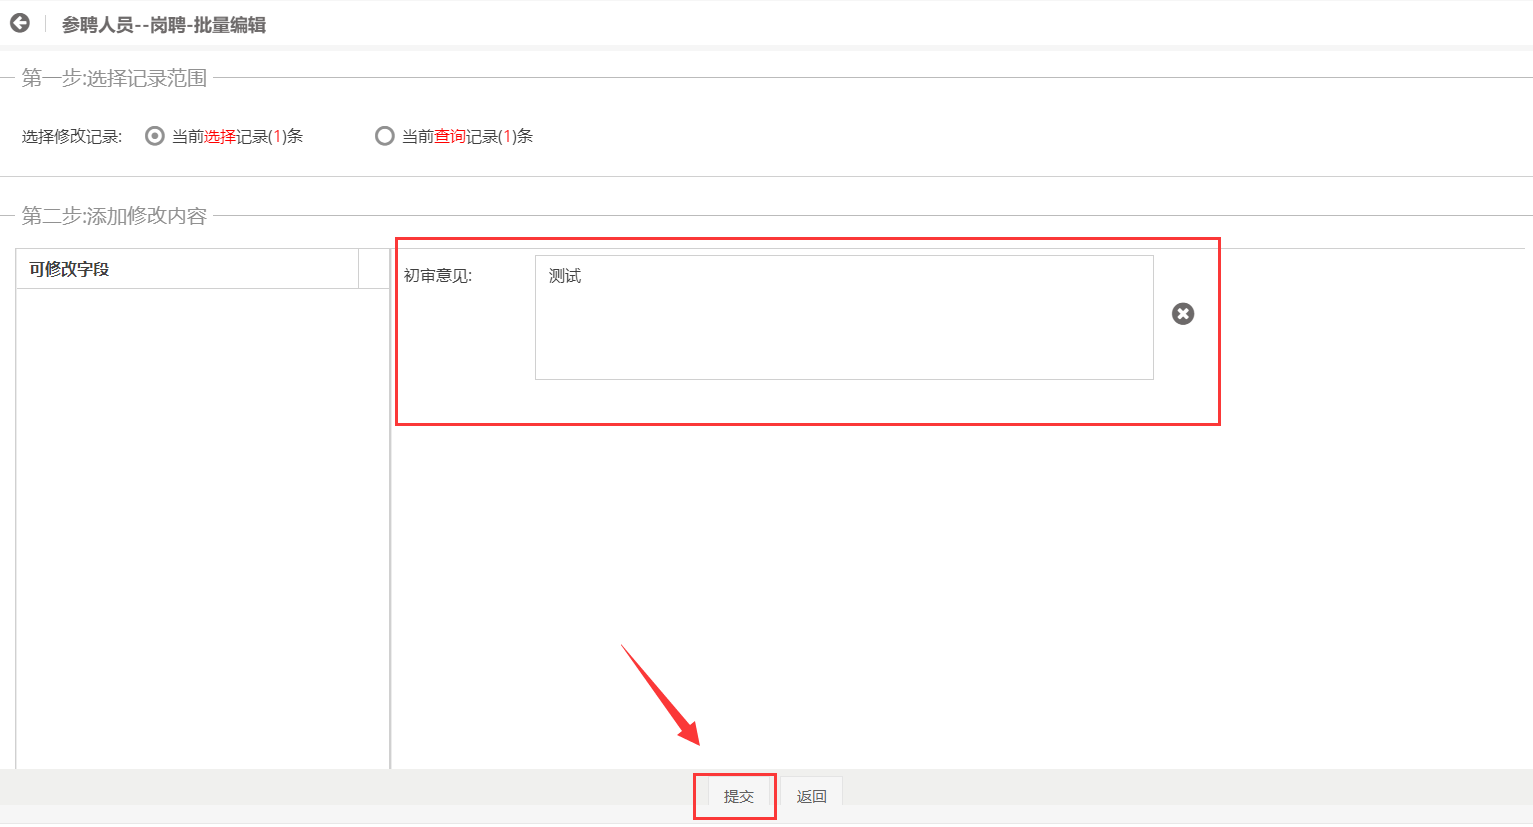 参聘人员--岗聘-批量编辑
第一步:选择记录范围
选择修改记录: 当前选择记录(1)条 当前查询记录(1)条
第二步:添加修改内容
可修改字段
初审意见: 测试
提交 返回